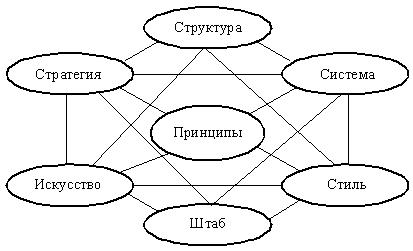 Структура
Стратегия
Система
Принципы
Искусство
Стиль
Штаб